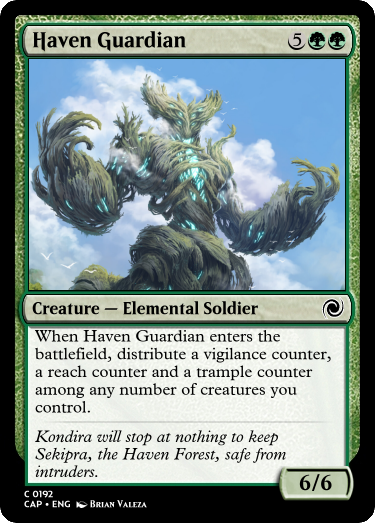 Haven Guardian 5
Creature — Elemental Soldier
When Haven Guardian enters the
battlefield, distribute a vigilance counter,
a reach counter and a trample counter
among any number of creatures you
control.
Kondira will stop at nothing to keep
Sekipra, the Haven Forest, safe from
intruders.
6/6
C 0192
CAP • ENG Brian Valeza